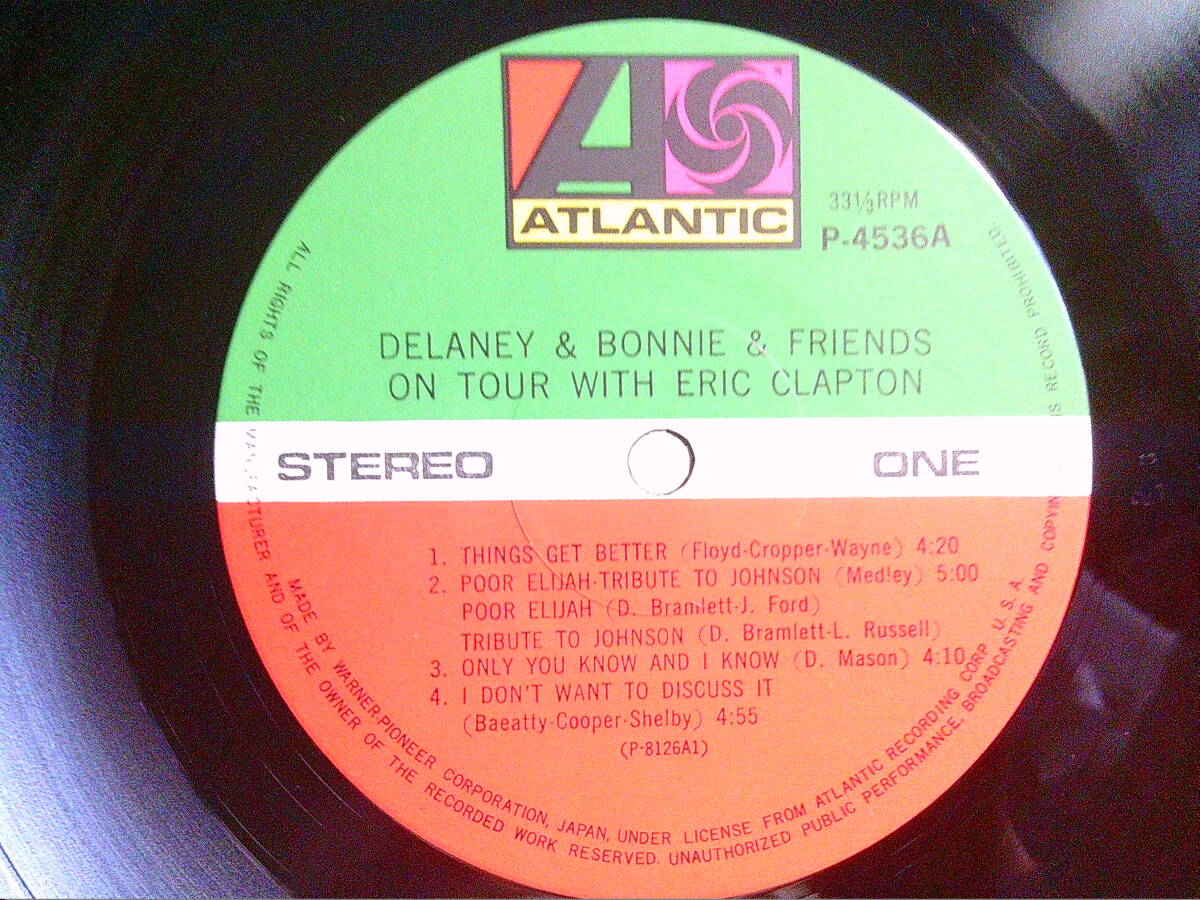 ATLANTIC
33⅓RPM
P-4536A
DELANEY & BONNIE & FRIENDS
ON TOUR WITH ERIC CLAPTON
STEREO
ONE
1. THINGS GET BETTER (Floyd-Cropper-Wayne) 4:20
2. POOR ELIJAH-TRIBUTE TO JOHNSON (Medley) 5:00
POOR ELIJAH (D. Bramlett-J. Ford)
TRIBUTE TO JOHNSON (D. Bramlett-L. Russell)
3. ONLY YOU KNOW AND I KNOW (D. Mason) 4:10
4. I DON'T WANT TO DISCUSS IT
(Baeatty-Cooper-Shelby) 4:55
(P-8126A1)
MADE BY WARNER-PIONEER CORPORATION, JAPAN, UNDER LICENSE FROM ATLANTIC RECORDING CORP. U. S. A.
ALL RIGHTS OF THE MANUFACTURER AND OF THE OWNER OF THE RECORDED WORK RESERVED. UNAUTHORIZED PUBLIC PERFORMANCE, BROADCASTING AND COPYIN S RECORD PROHIBITED